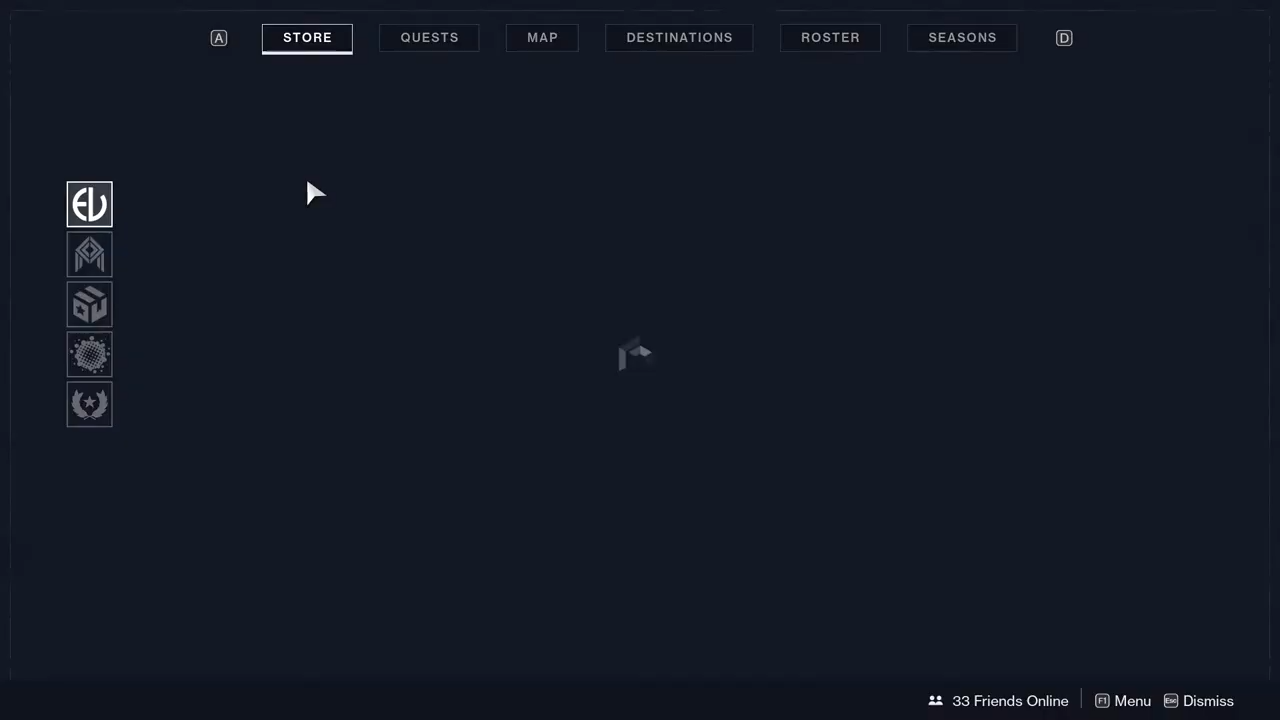 A STORE QUESTS MAP DESTINATIONS ROSTER SEASONS D
33 Friends Online F1 Menu Esc Dismiss